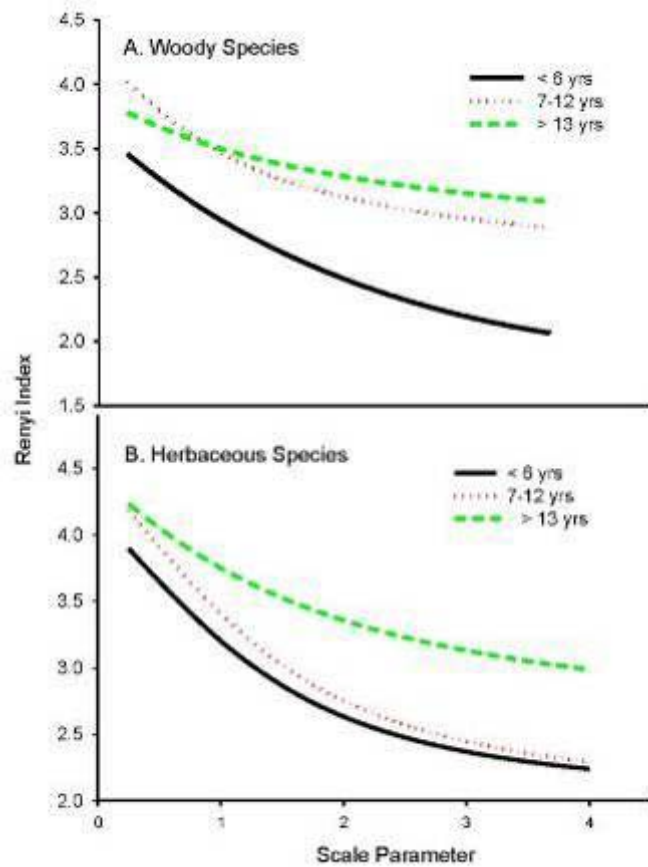 4.5
A. Woody Species
< 6 yrs
7-12 yrs
> 13 yrs
4.0
3.5
3.0
2.5
2.0
1.5
Renyi Index
B. Herbaceous Species
< 6 yrs
7-12 yrs
> 13 yrs
4.5
4.0
3.5
3.0
2.5
2.0
0 1 2 3 4
Scale Parameter